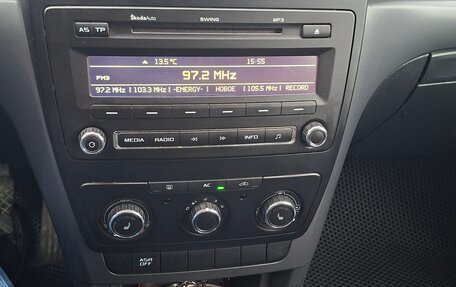 ŠkodaAuto SWING MP3
AS TP
13.5°C 15:55
FM3 97.2 MHz
97.2 MHz | 103.3 MHz | -ENERGY- | НОВОЕ | 105.5 MHz | RECORD
MEDIA RADIO INFO
AC
ASR OFF